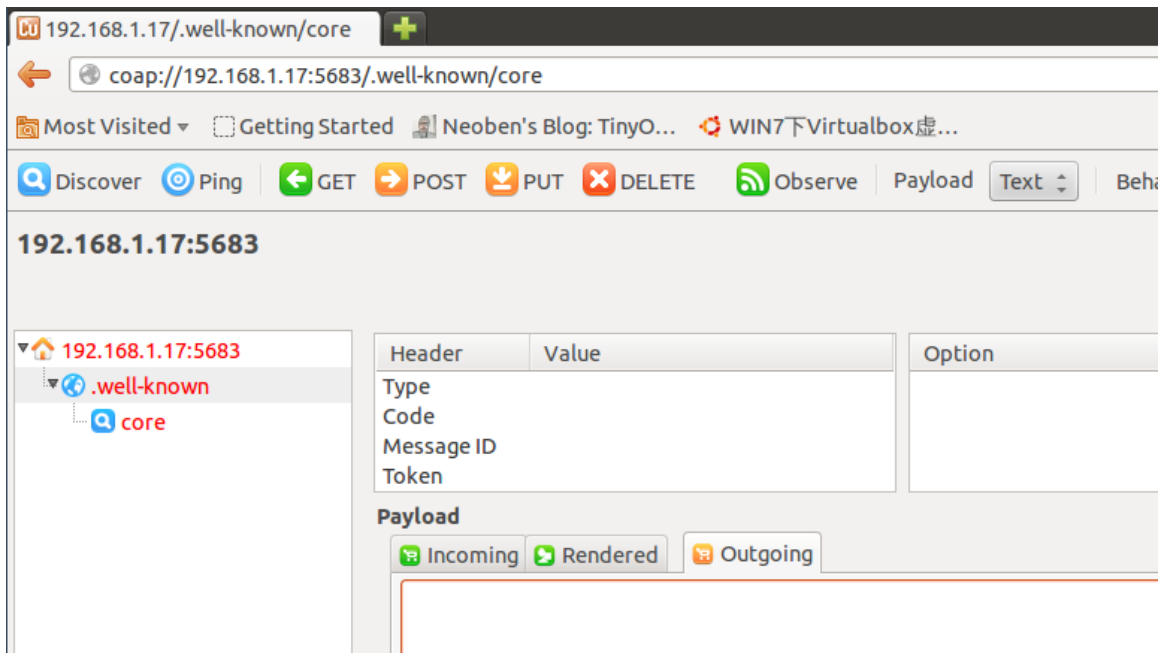 192.168.1.17/.well-known/core
coap://192.168.1.17:5683/.well-known/core
Most Visited Getting Started Neoben's Blog: TinyO... WIN7下Virtualbox虚...
Discover Ping GET POST PUT DELETE Observe Payload Text
192.168.1.17:5683
192.168.1.17:5683
.well-known
core
Header Value Option
Type
Code
Message ID
Token
Payload
Incoming Rendered Outgoing